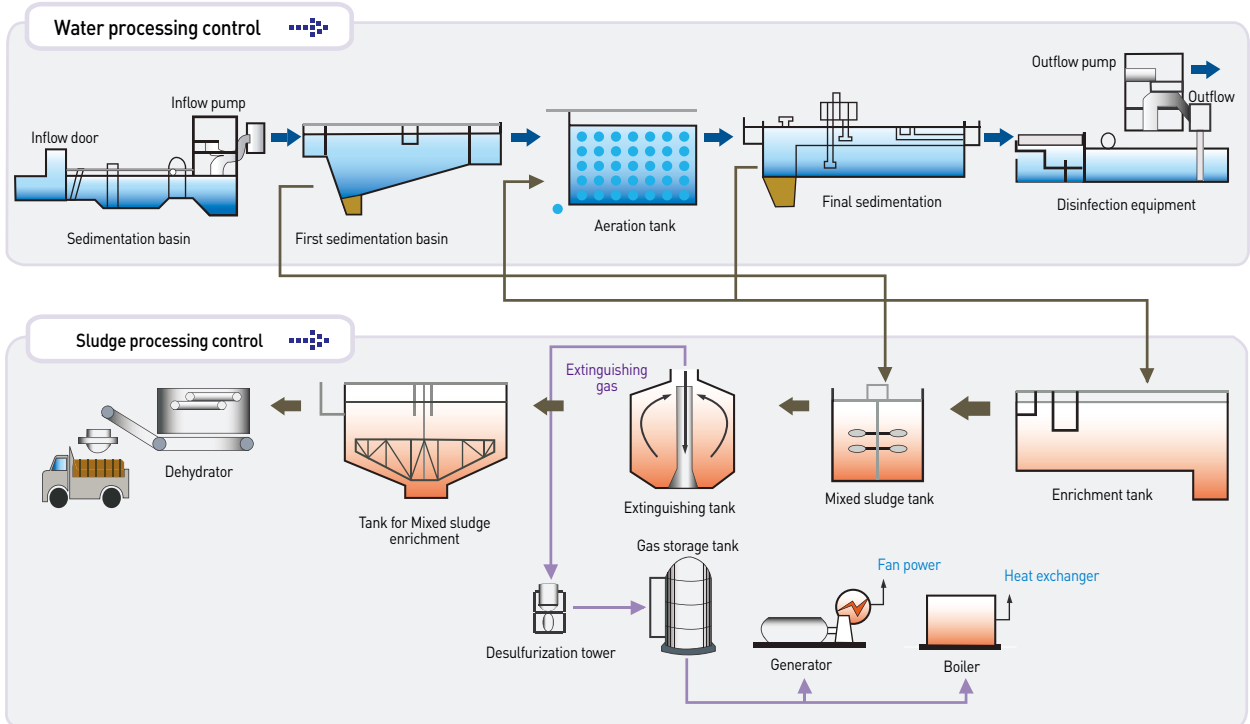 Water processing control
Inflow door
Inflow pump
Outflow pump
Outflow
Sedimentation basin
First sedimentation basin
Aeration tank
Final sedimentation
Disinfection equipment
Sludge processing control
Extinguishing
gas
Dehydrator
Tank for Mixed sludge
enrichment
Extinguishing tank
Mixed sludge tank
Enrichment tank
Gas storage tank
Desulfurization tower
Fan power
Heat exchanger
Generator
Boiler